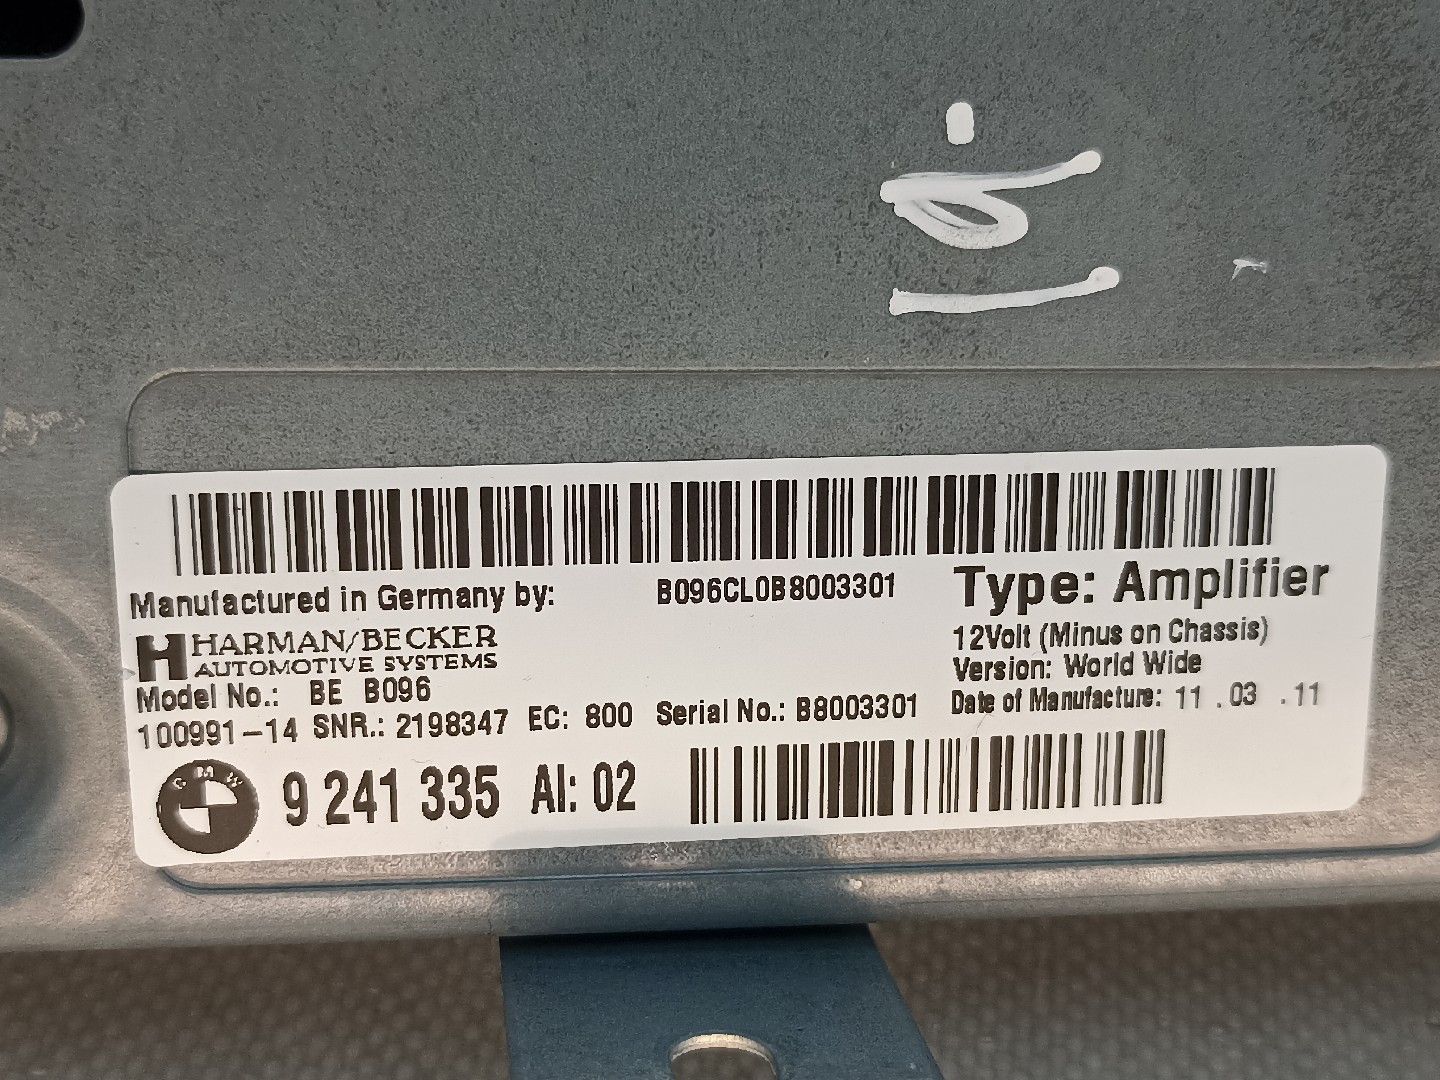 Manufactured in Germany by:
B096CL0B8003301
Type: Amplifier
HARMAN/BECKER
AUTOMOTIVE SYSTEMS
12Volt (Minus on Chassis)
Version: World Wide
Model No.: BE B096
Date of Manufacture: 11 .03 .11
100991-14 SNR.: 2198347 EC: 800 Serial No.: B8003301
BMW
9 241 335 AI: 02